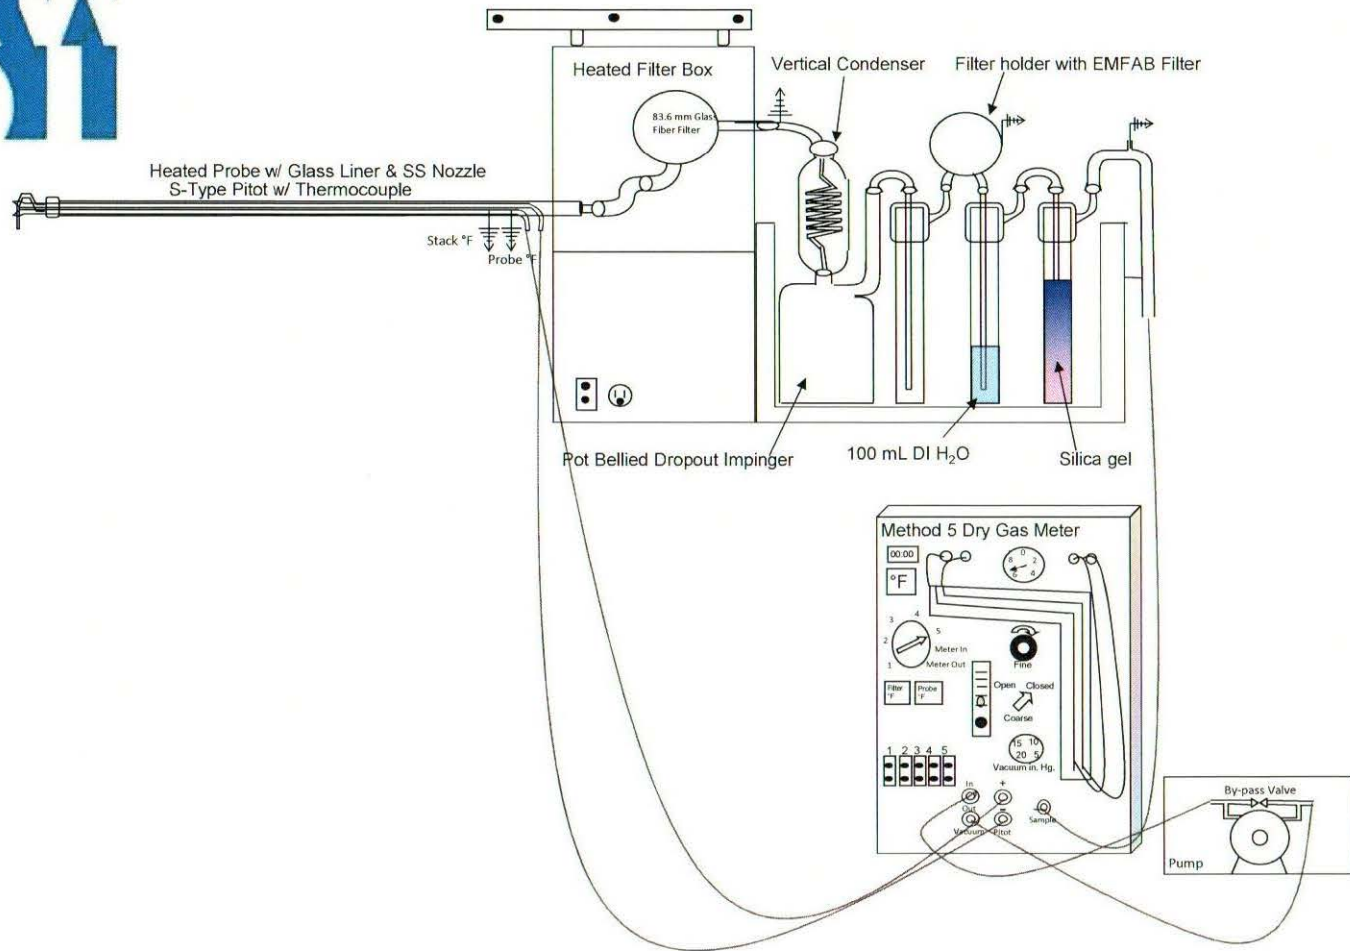 Heated Filter Box
Vertical Condenser
Filter holder with EMFAB Filter
83.6 mm Glass
Fiber Filter
Heated Probe w/ Glass Liner & SS Nozzle
S-Type Pitot w/ Thermocouple
Stack °F
Probe °F
Pot Bellied Dropout Impinger
100 mL DI H₂O
Silica gel
Method 5 Dry Gas Meter
00:00
0
8 2
6 4
°F
3 4
2 5
1
Meter In
Meter Out
Fine
Filter
°F
Probe
°F
Open Closed
Coarse
15 10
20 5
Vacuum in. Hg.
1 2 3 4 5
In +
Out -
Vacuum Pitot
Sample
By-pass Valve
Pump